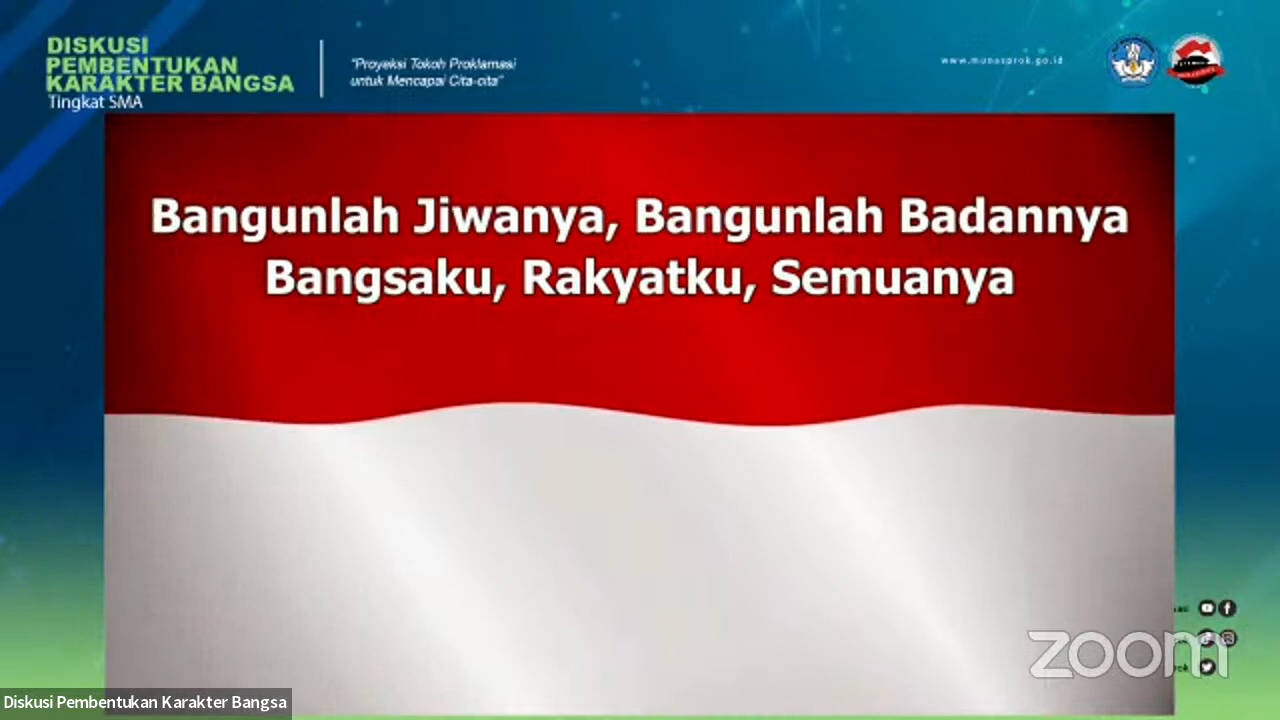 DISKUSI
PEMBENTUKAN
KARAKTER BANGSA
Tingkat SMA
"Proyeksi Tokoh Proklamasi
untuk Mencapai Cita-cita"
www.munasprok.go.id
Bangunlah Jiwanya, Bangunlah Badannya
Bangsaku, Rakyatku, Semuanya
zoom
Diskusi Pembentukan Karakter Bangsa